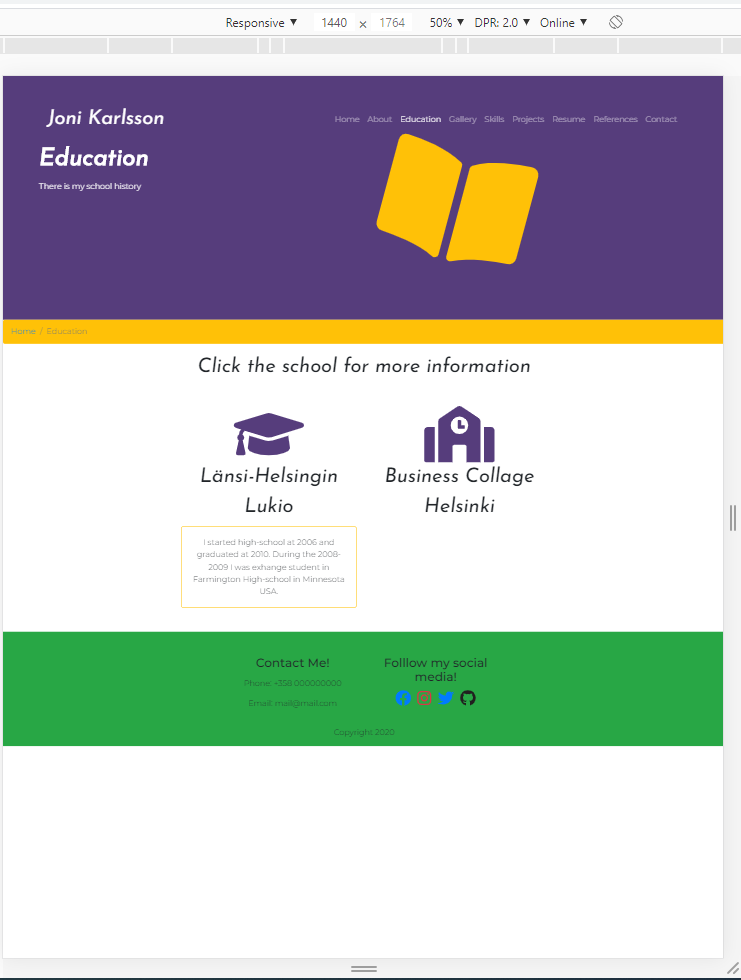 Responsive ▼ 1440 × 1764 50% ▼ DPR: 2.0 ▼ Online ▼
Joni Karlsson
Home About Education Gallery Skills Projects Resume References Contact
Education
There is my school history
Home / Education
Click the school for more information
Länsi-Helsingin
Lukio
Business Collage
Helsinki
I started high-school at 2006 and
graduated at 2010. During the 2008-
2009 I was exhange student in
Farmington High-school in Minnesota
USA.
Contact Me!
Phone: +358 000000000
Email: mail@mail.com
Folllow my social
media!
Copyright 2020